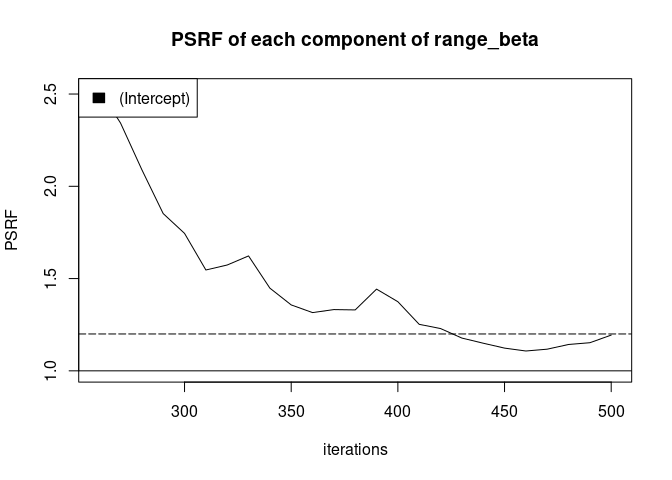 PSRF of each component of range_beta
(Intercept)
PSRF
2.5
2.0
1.5
1.0
300 350 400 450 500
iterations